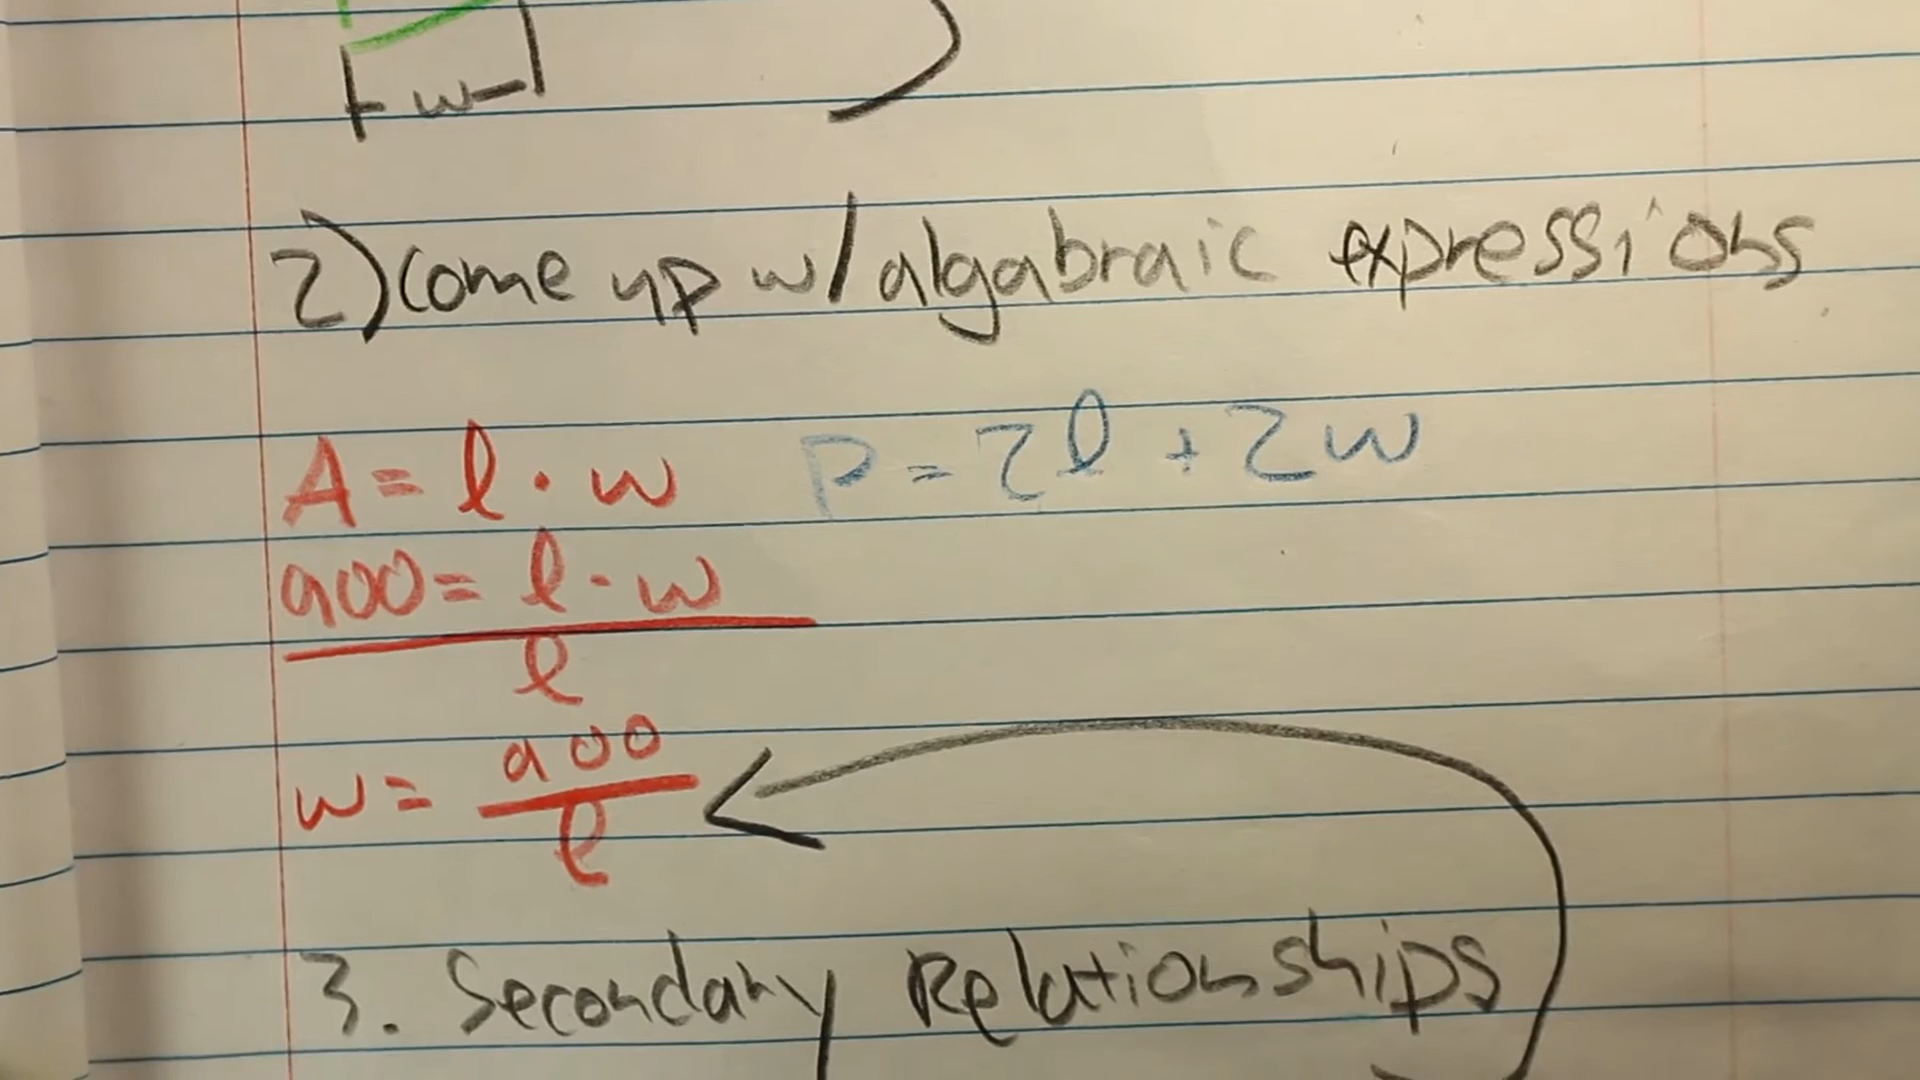 w
2) Come up w/ algabraic expressions
A = l · w P = 2l + 2w
900 = l · w
l
w = 900
l
3. Secondary Relationships